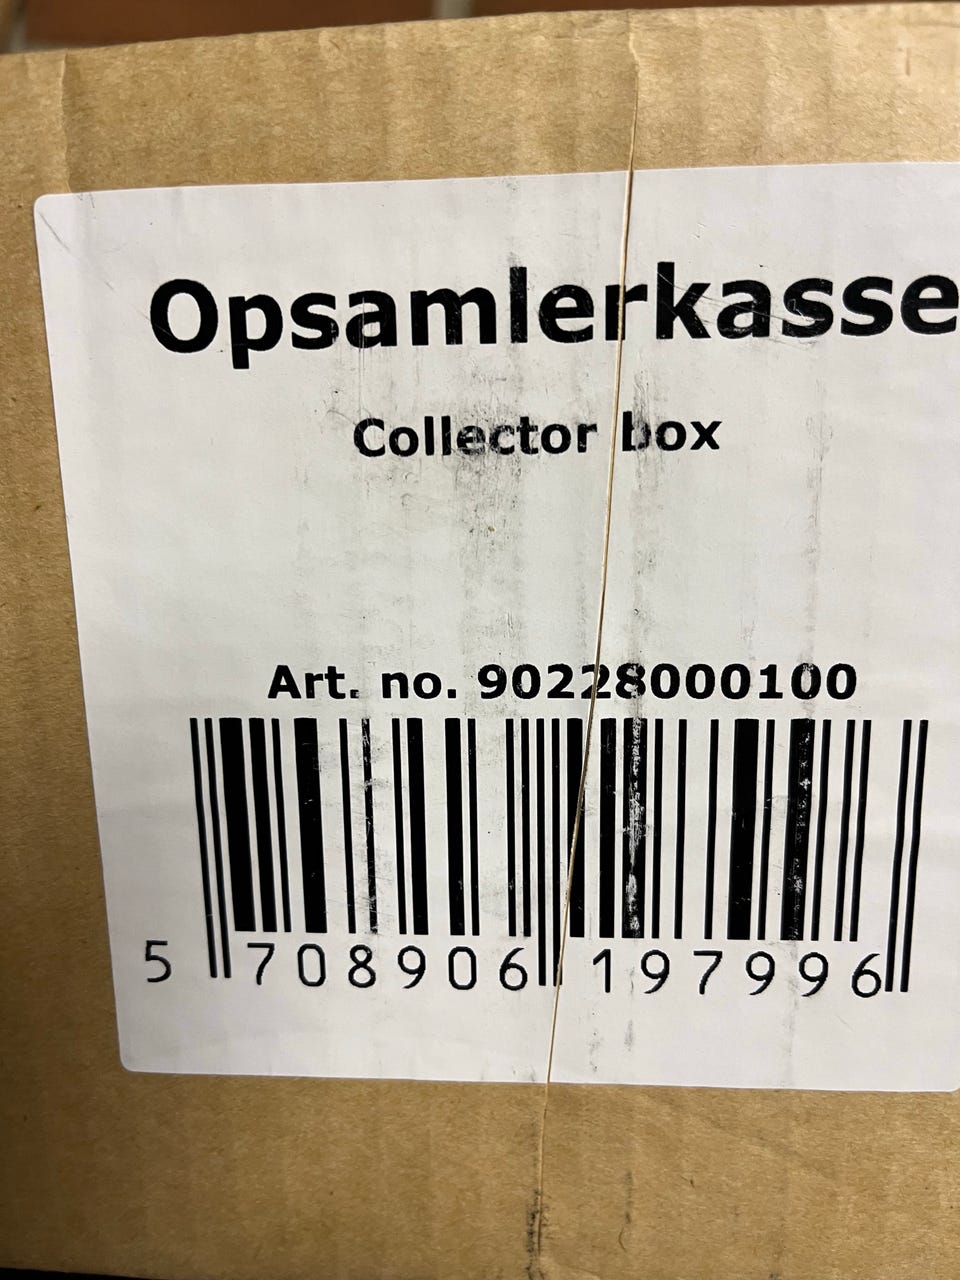 Opsamlerkasse
Collector box
Art. no. 90228000100
5 708906 197996